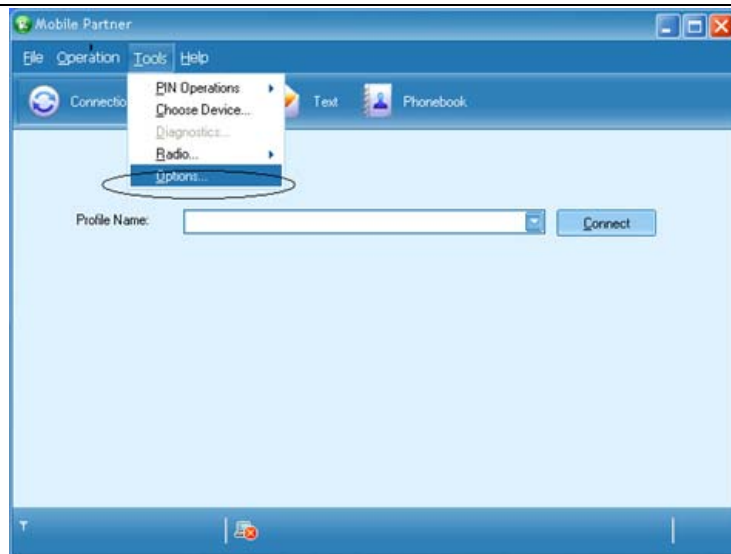 Mobile Partner
File Operation Tools Help
Connectio
Text
Phonebook
PIN Operations
Choose Device...
Diagnostics...
Radio...
Options...
Profile Name:
Connect